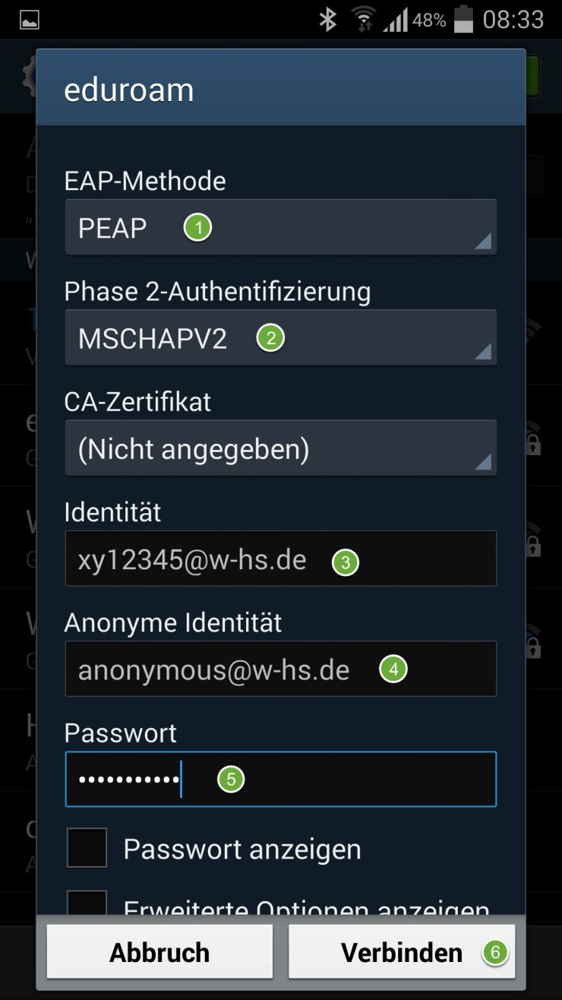 48% 08:33
eduroam
EAP-Methode
PEAP 1
Phase 2-Authentifizierung
MSCHAPV2 2
CA-Zertifikat
(Nicht angegeben)
Identität
xy12345@w-hs.de 3
Anonyme Identität
anonymous@w-hs.de 4
Passwort
••••••••••• 5
Passwort anzeigen
Erweiterte Optionen anzeigen
Abbruch
Verbinden 6